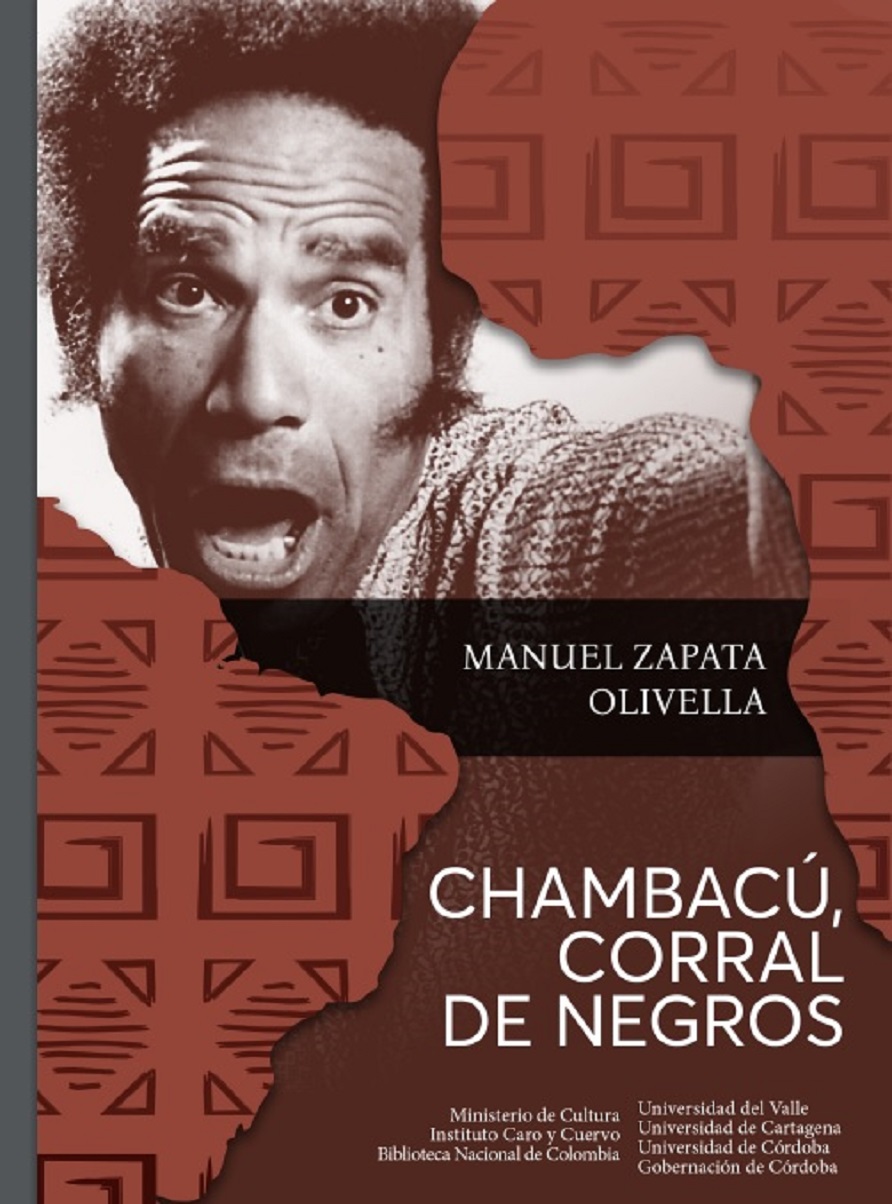 MANUEL ZAPATA
OLIVELLA
CHAMBACÚ,
CORRAL
DE NEGROS
Ministerio de Cultura
Instituto Caro y Cuervo
Biblioteca Nacional de Colombia
Universidad del Valle
Universidad de Cartagena
Universidad de Córdoba
Gobernación de Córdoba